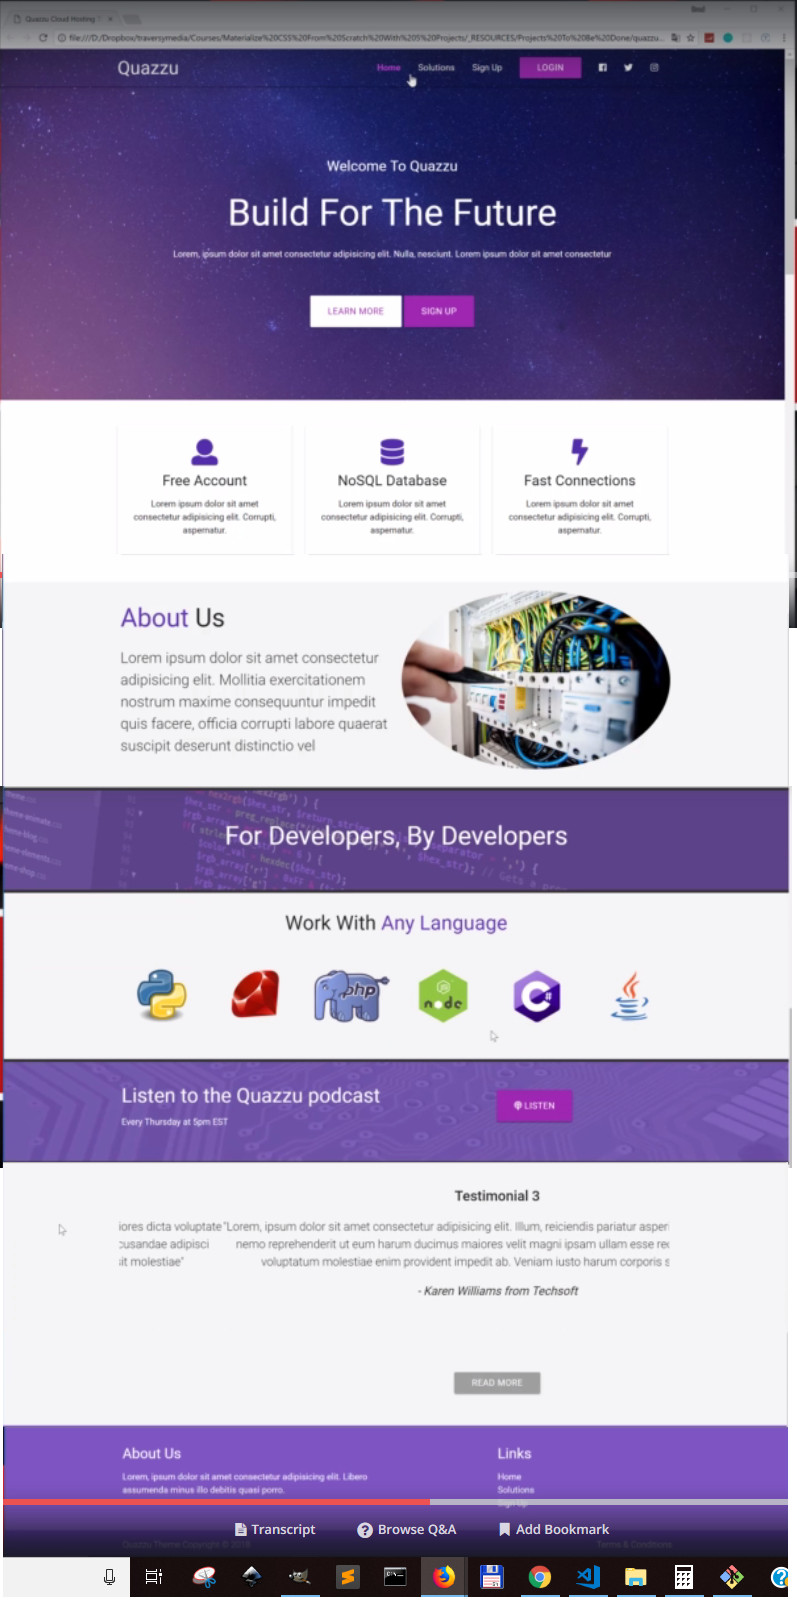 Quazzu Cloud Hosting
file:///D:/Dropbox/traversymedia/Courses/Materialize%20CSS%20From%20Scratch%20With%205%20Projects/_RESOURCES/Projects%20To%20Be%20Done/quazzu...
Quazzu Home Solutions Sign Up LOGIN
Welcome To Quazzu
Build For The Future
Lorem, ipsum dolor sit amet consectetur adipisicing elit. Nulla, nesciunt. Lorem ipsum dolor sit amet consectetur
LEARN MORE SIGN UP
Free Account
Lorem ipsum dolor sit amet
consectetur adipisicing elit. Corrupti,
aspernatur.
NoSQL Database
Lorem ipsum dolor sit amet
consectetur adipisicing elit. Corrupti,
aspernatur.
Fast Connections
Lorem ipsum dolor sit amet
consectetur adipisicing elit. Corrupti,
aspernatur.
About Us
Lorem ipsum dolor sit amet consectetur
adipisicing elit. Mollitia exercitationem
nostrum maxime consequuntur impedit
quis facere, officia corrupti labore quaerat
suscipit deserunt distinctio vel
For Developers, By Developers
Work With Any Language
php
JS
node
C#
Listen to the Quazzu podcast
Every Thursday at 5pm EST
LISTEN
Testimonial 3
iores dicta voluptate "Lorem, ipsum dolor sit amet consectetur adipisicing elit. Illum, reiciendis pariatur asper
cusandae adipisci nemo reprehenderit ut eum harum ducimus maiores velit magni ipsam ullam esse rec
it molestiae" voluptatum molestiae enim provident impedit ab. Veniam iusto harum corporis s
- Karen Williams from Techsoft
READ MORE
About Us
Lorem, ipsum dolor sit amet consectetur adipisicing elit. Libero
assumenda minus illo debitis quasi porro.
Links
Home
Solutions
Sign Up
Transcript Browse Q&A Add Bookmark
Quazzu Theme Copyright © 2018 Terms & Conditions